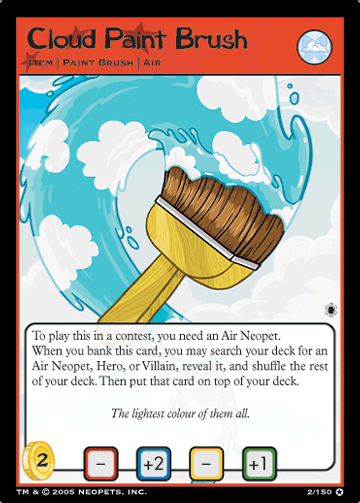 Cloud Paint Brush
Item | Paint Brush | Air
To play this in a contest, you need an Air Neopet.
When you bank this card, you may search your deck for an
Air Neopet, Hero, or Villain, reveal it, and shuffle the rest
of your deck. Then put that card on top of your deck.
The lightest colour of them all.
2 – +2 – +1
TM & © 2005 NEOPETS, INC. 2/150